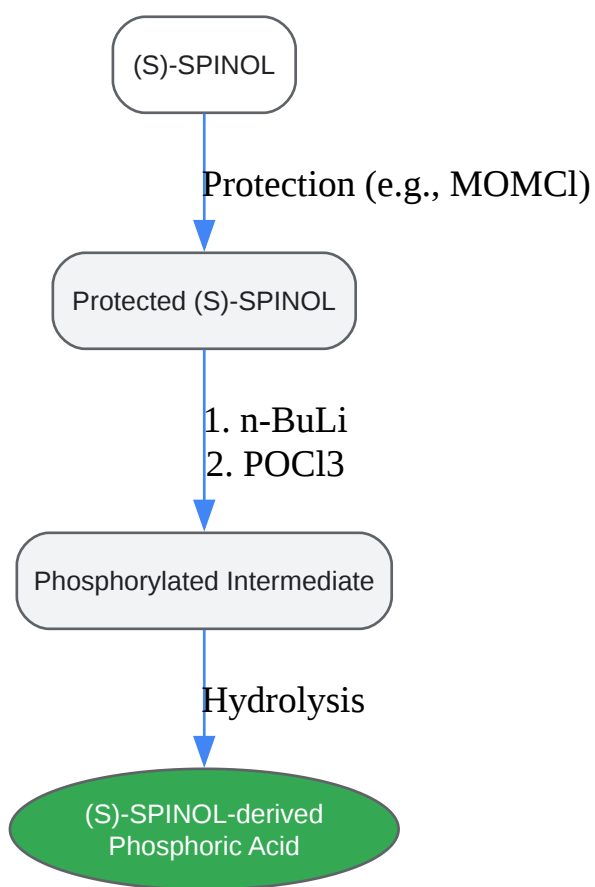 (S)-SPINOL
Protection (e.g., MOMCl)
Protected (S)-SPINOL
1. n-BuLi
2. POCl3
Phosphorylated Intermediate
Hydrolysis
(S)-SPINOL-derived
Phosphoric Acid